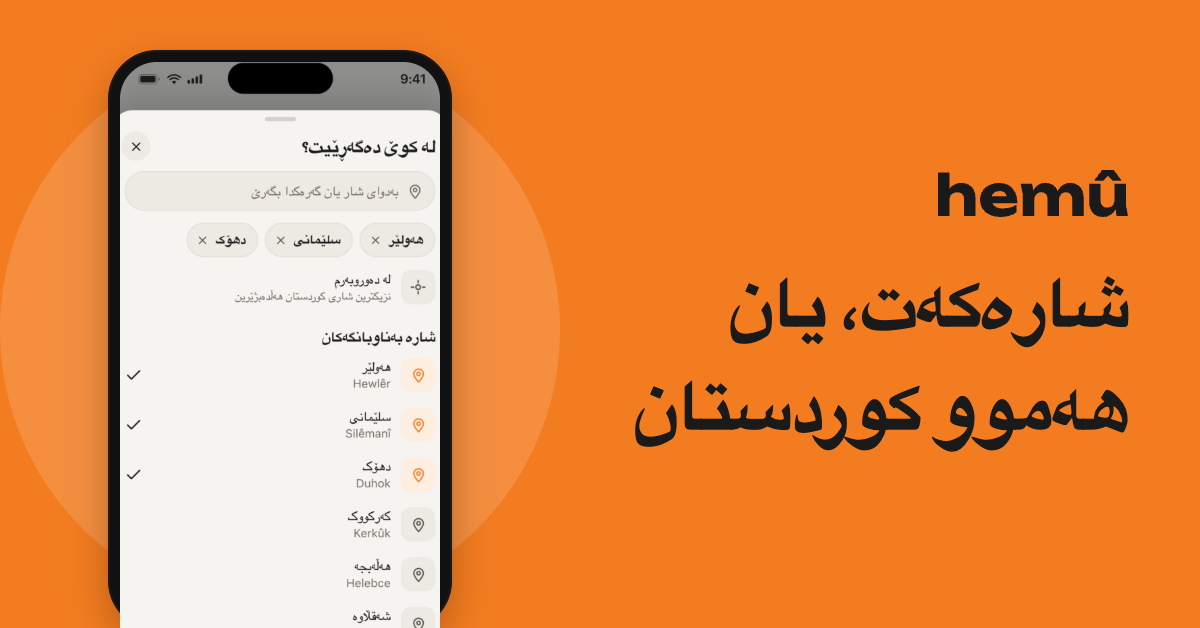 hemû
شارەکەت، یان
هەموو کوردستان
9:41
لە کوێ دەگەڕێیت؟
بەدوای شار یان گەڕەکدا بگەڕێ
هەولێر
سلێمانی
دهۆک
لە دەوروبەرم
نزیکترین شاری کوردستان هەڵدەبژێرین
شارە بەناوبانگەکان
هەولێر
Hewlêr
سلێمانی
Silêmanî
دهۆک
Duhok
کەرکووک
Kerkûk
هەڵەبجە
Helebce
شەقڵاوە